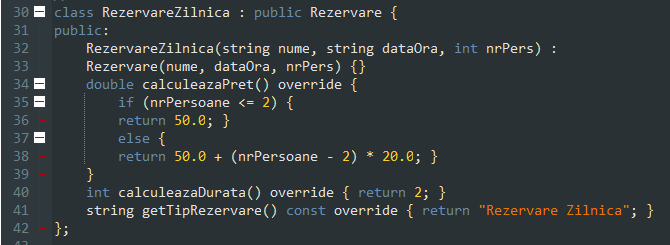 30 class RezervareZilnica : public Rezervare {
31 public:
32 RezervareZilnica(string nume, string dataOra, int nrPers) :
33 Rezervare(nume, dataOra, nrPers) {}
34 double calculeazaPret() override {
35 if (nrPersoane <= 2) {
36 return 50.0; }
37 else {
38 return 50.0 + (nrPersoane - 2) * 20.0; }
39 }
40 int calculeazaDurata() override { return 2; }
41 string getTipRezervare() const override { return "Rezervare Zilnica"; }
42 };